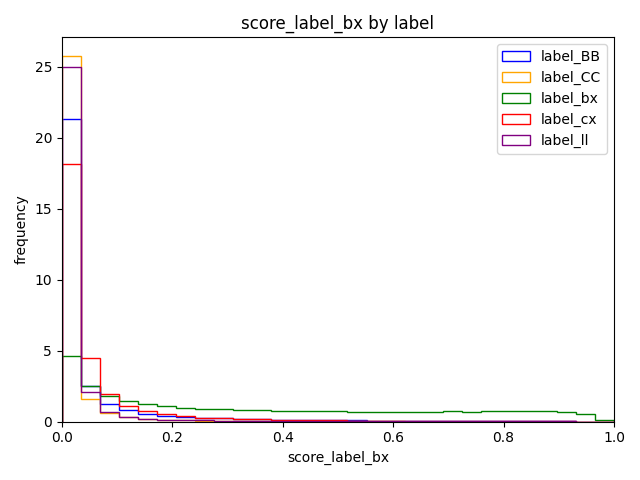 score_label_bx by label
label_BB
label_CC
label_bx
label_cx
label_ll
frequency
25
20
15
10
5
0
0.0 0.2 0.4 0.6 0.8 1.0
score_label_bx